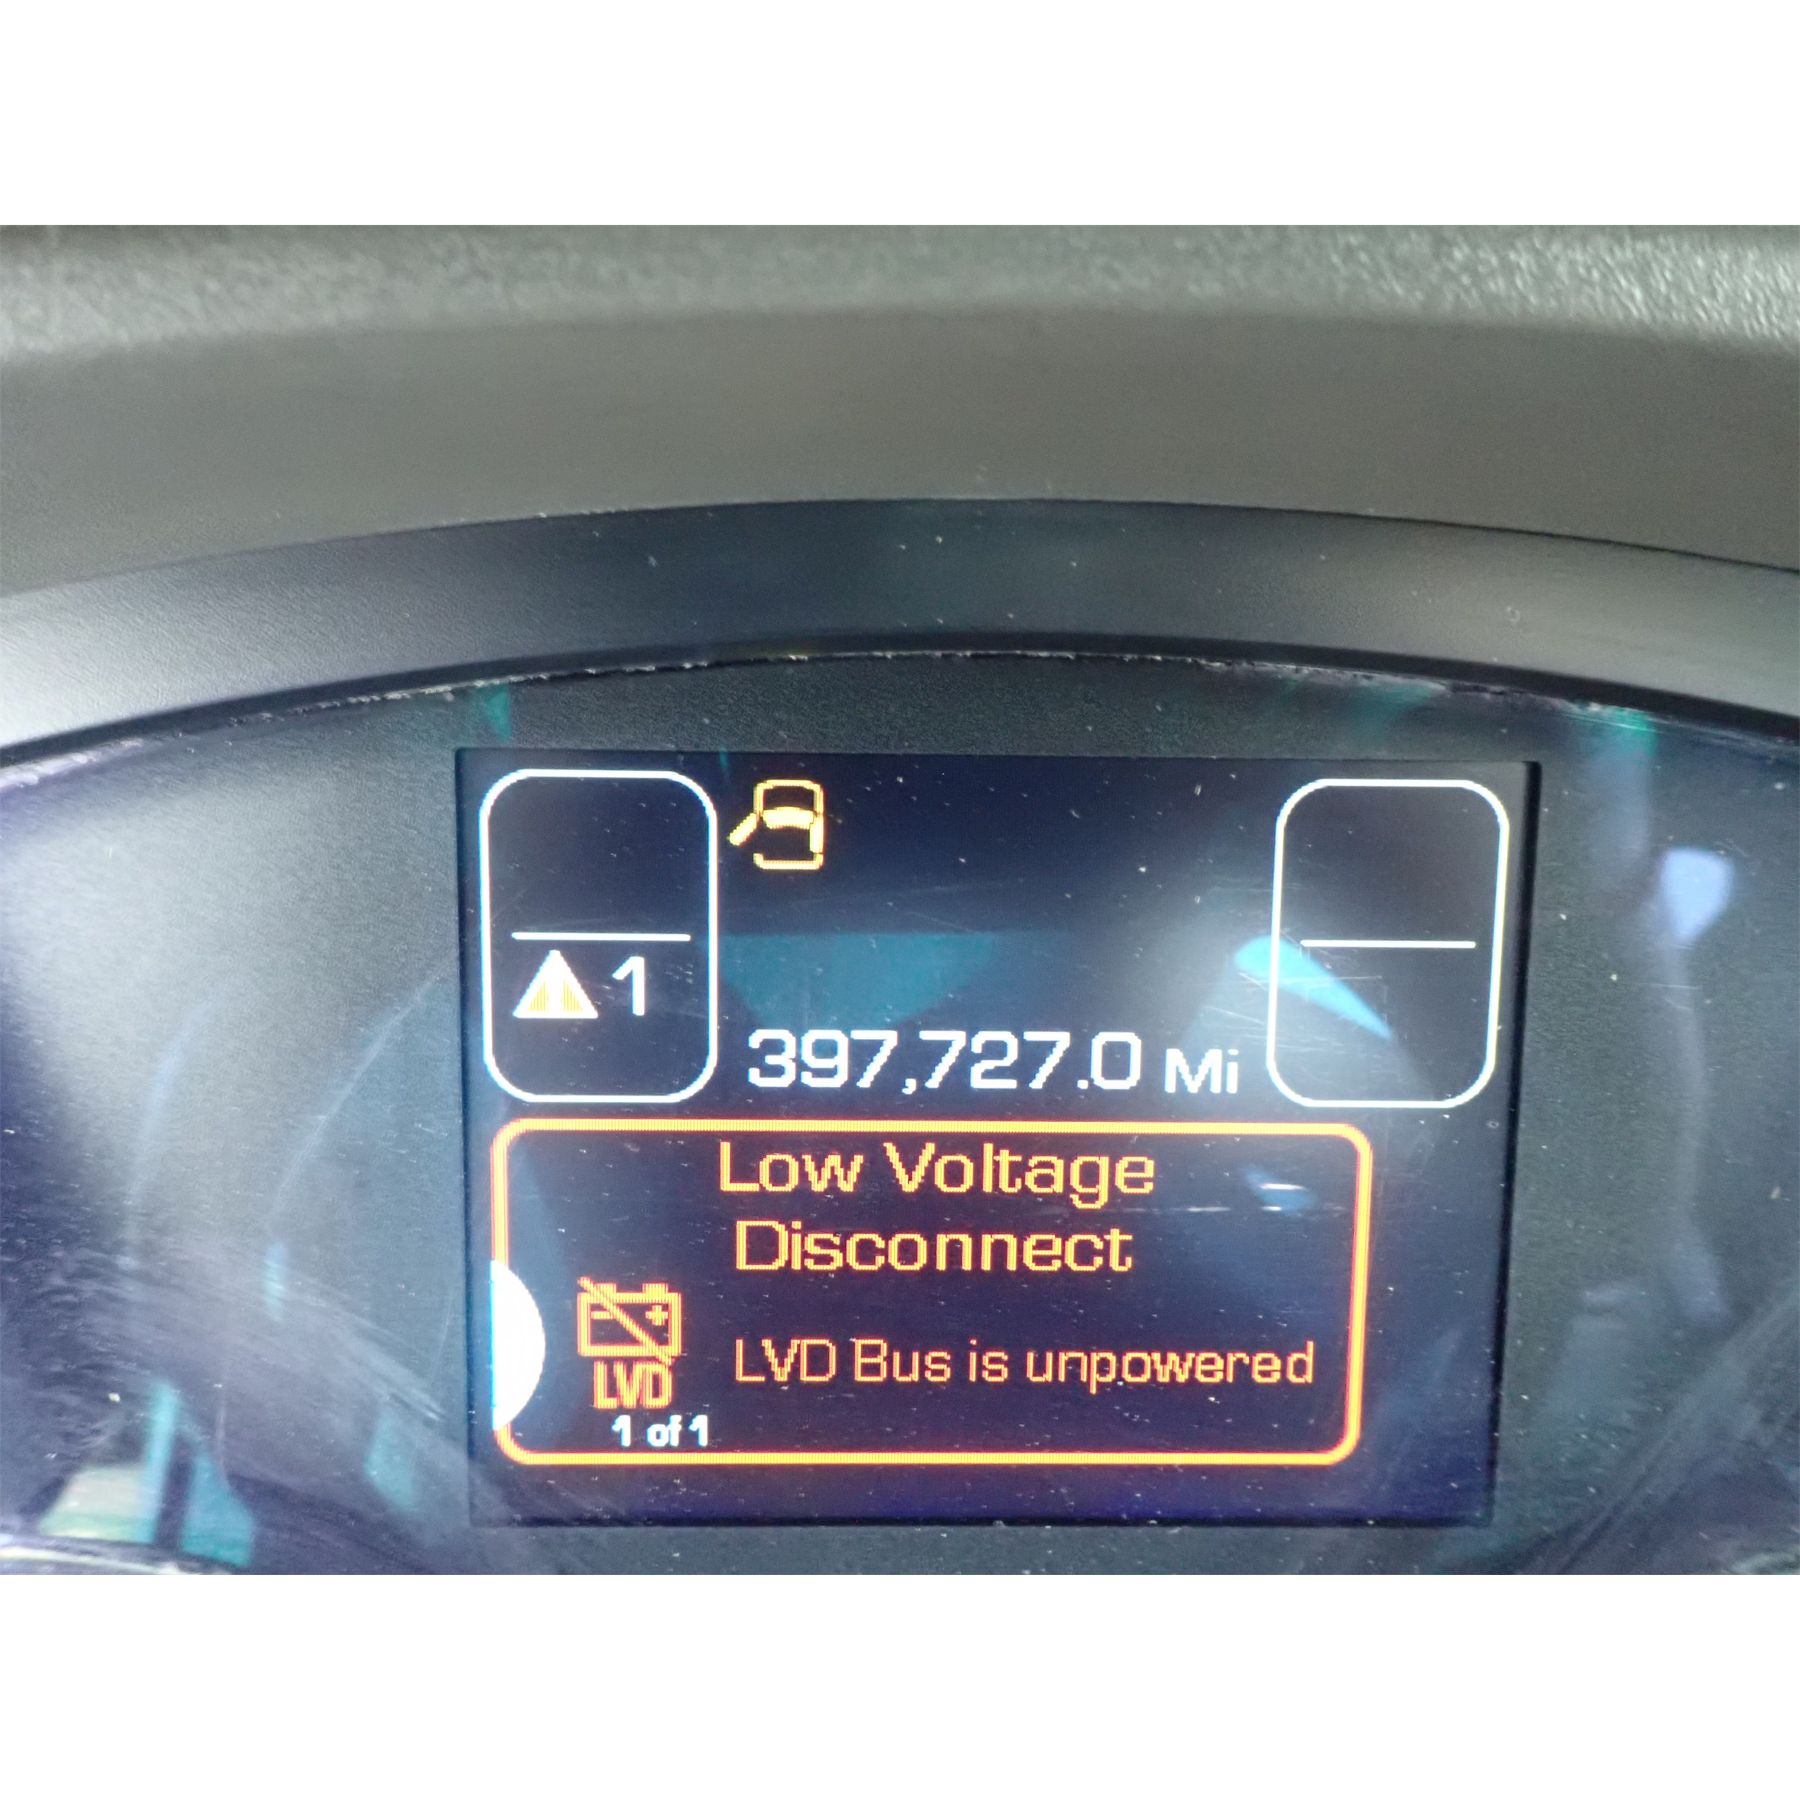 1
397,727.0 Mi
Low Voltage
Disconnect
LVD Bus is unpowered
LVD
1 of 1